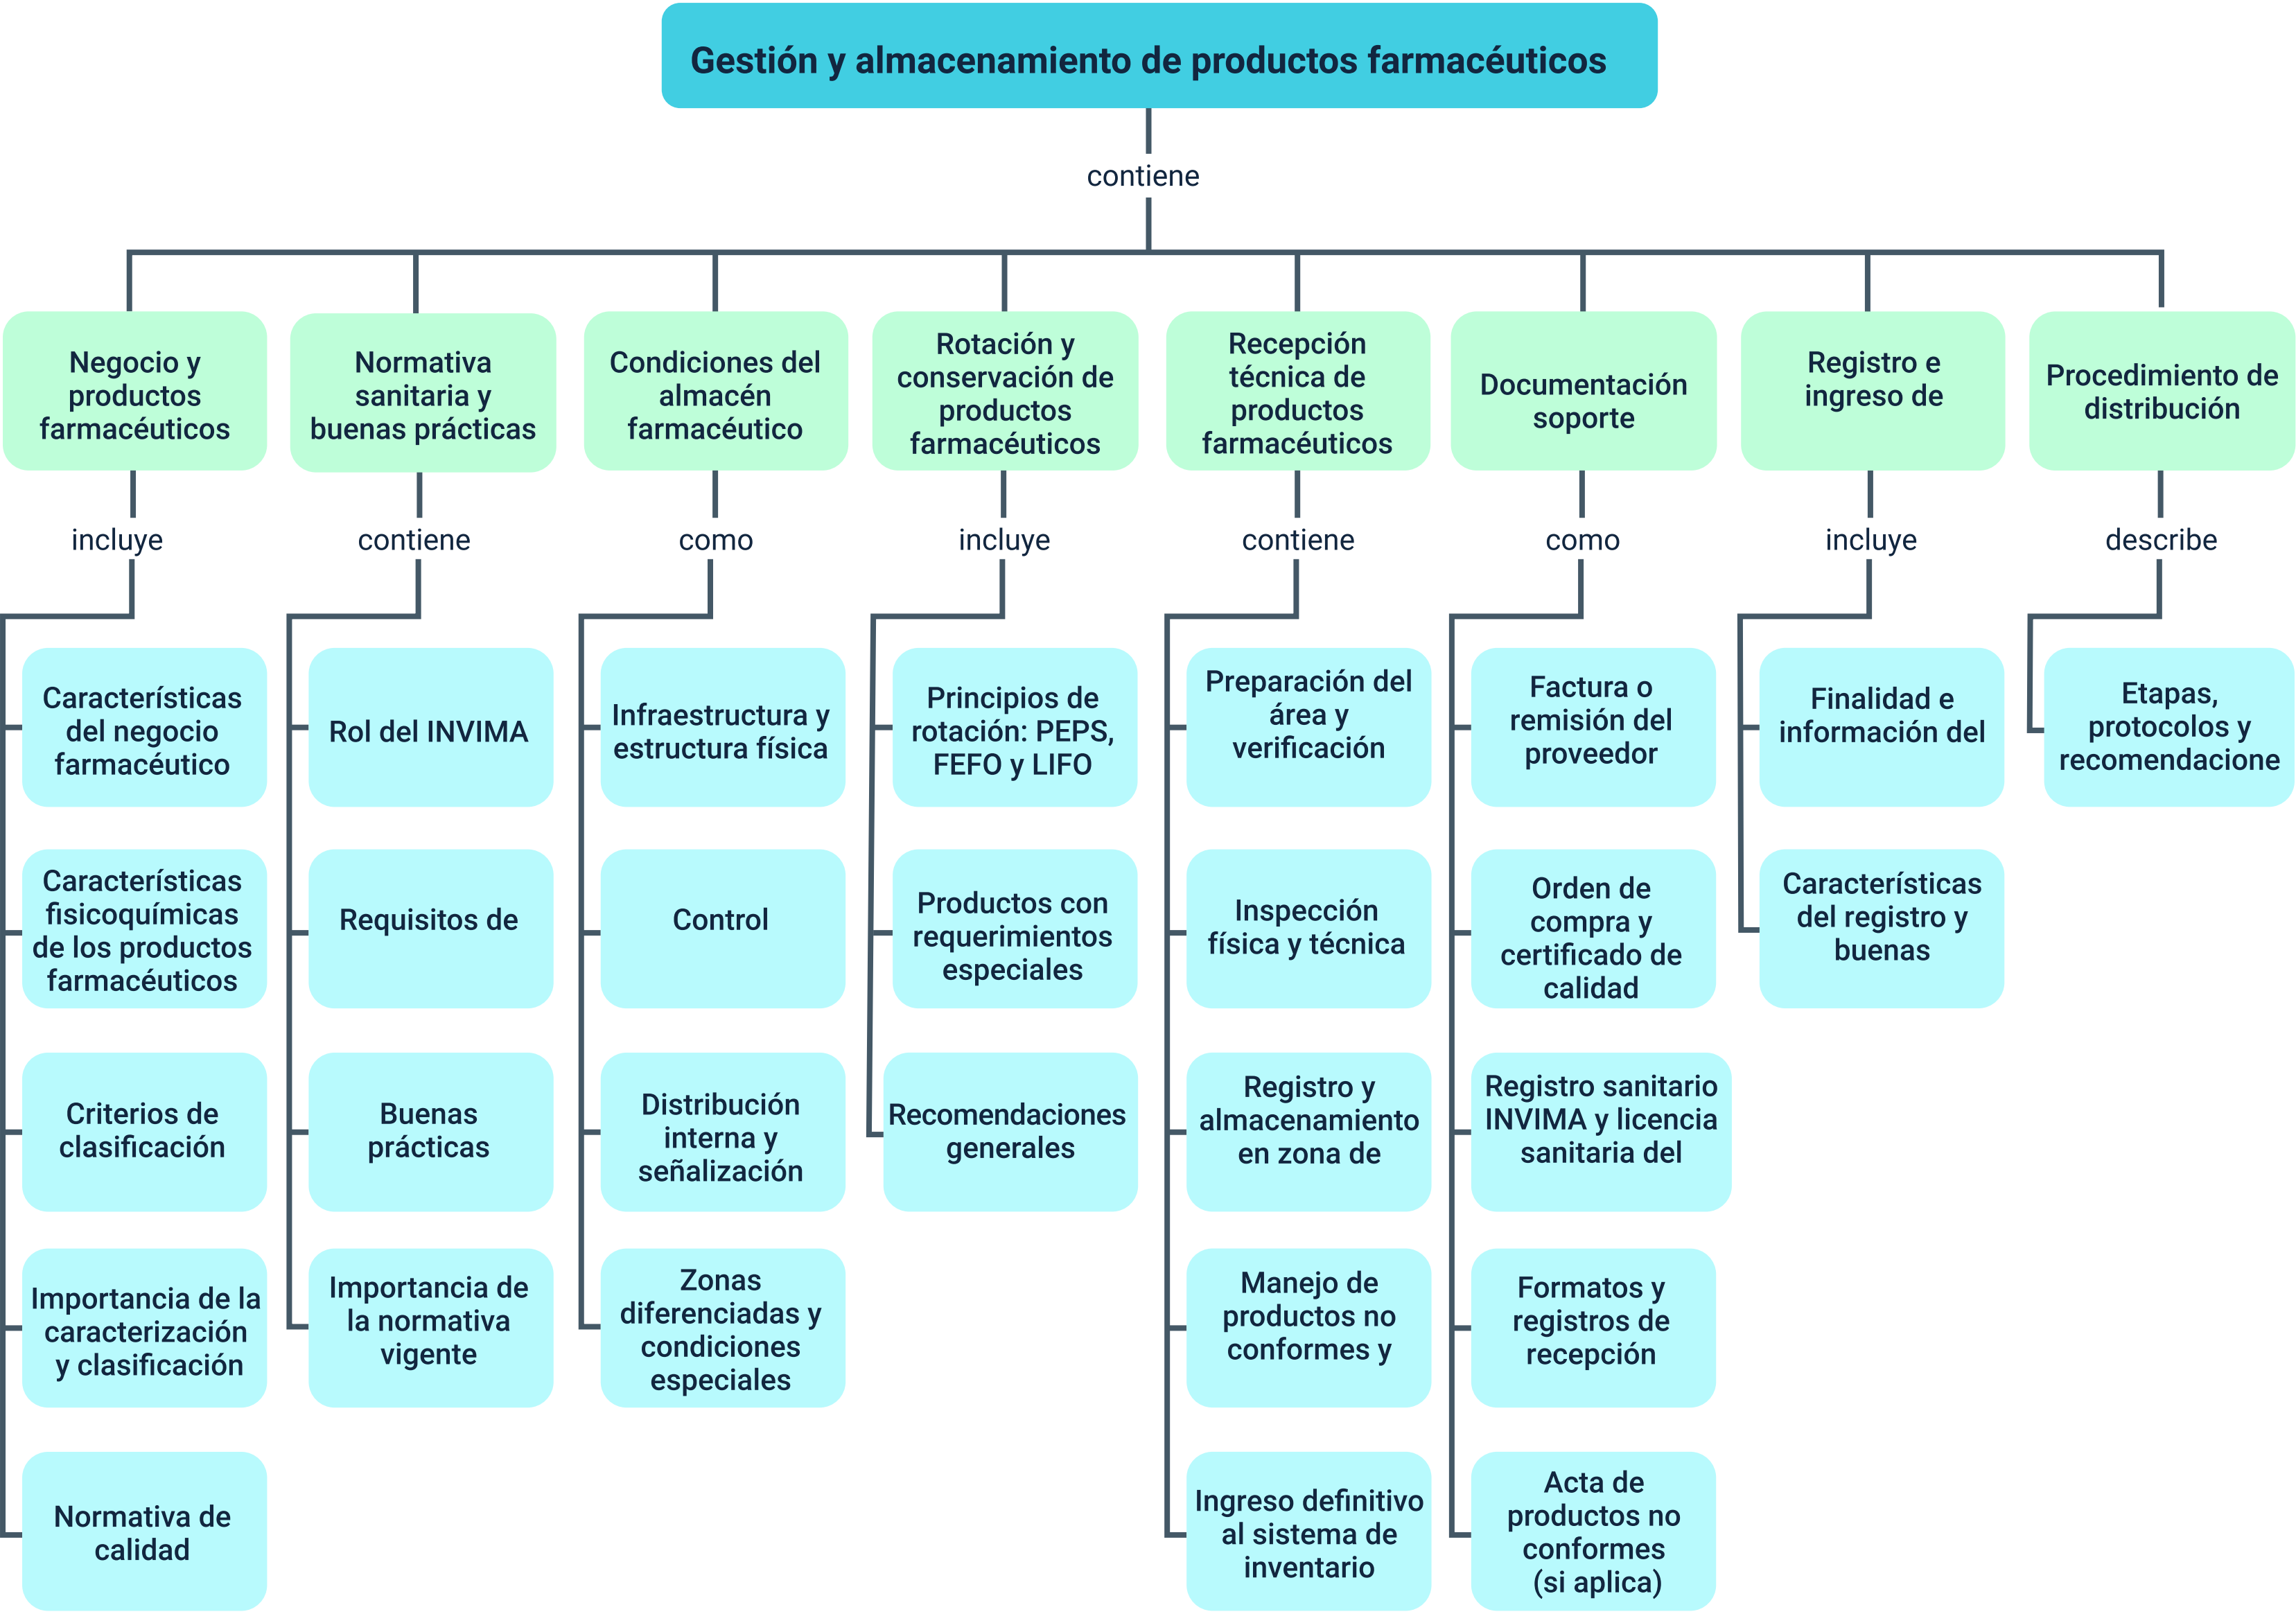 Gestión y almacenamiento de productos farmacéuticos
contiene
Negocio y
productos
farmacéuticos
incluye
Características
del negocio
farmacéutico
Características
fisicoquímicas
de los productos
farmacéuticos
Criterios de
clasificación
Importancia de la
caracterización
y clasificación
Normativa de
calidad
Normativa
sanitaria y
buenas prácticas
contiene
Rol del INVIMA
Requisitos de
Buenas
prácticas
Importancia de
la normativa
vigente
Condiciones del
almacén
farmacéutico
como
Infraestructura y
estructura física
Control
Distribución
interna y
señalización
Zonas
diferenciadas y
condiciones
especiales
Rotación y
conservación de
productos
farmacéuticos
incluye
Principios de
rotación: PEPS,
FEFO y LIFO
Productos con
requerimientos
especiales
Recomendaciones
generales
Recepción
técnica de
productos
farmacéuticos
contiene
Preparación del
área y
verificación
Inspección
física y técnica
Registro y
almacenamiento
en zona de
Manejo de
productos no
conformes y
Ingreso definitivo
al sistema de
inventario
Documentación
soporte
como
Factura o
remisión del
proveedor
Orden de
compra y
certificado de
calidad
Registro sanitario
INVIMA y licencia
sanitaria del
Formatos y
registros de
recepción
Acta de
productos no
conformes
(si aplica)
Registro e
ingreso de
incluye
Finalidad e
información del
Características
del registro y
buenas
Procedimiento de
distribución
describe
Etapas,
protocolos y
recomendacione